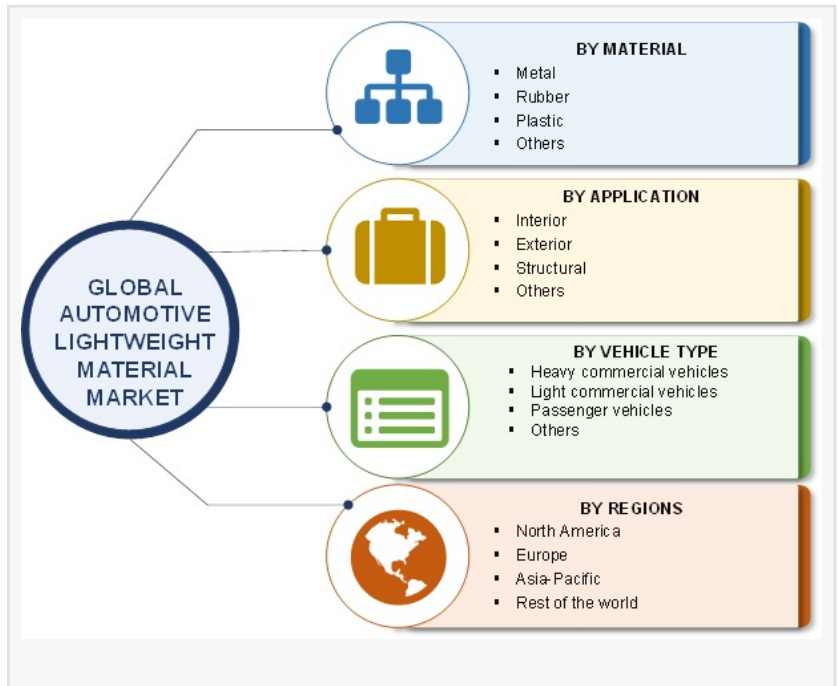 GLOBAL
AUTOMOTIVE
LIGHTWEIGHT
MATERIAL
MARKET
BY MATERIAL
▪ Metal
▪ Rubber
▪ Plastic
▪ Others
BY APPLICATION
▪ Interior
▪ Exterior
▪ Structural
▪ Others
BY VEHICLE TYPE
▪ Heavy commercial vehicles
▪ Light commercial vehicles
▪ Passenger vehicles
▪ Others
BY REGIONS
▪ North America
▪ Europe
▪ Asia-Pacific
▪ Rest of the world